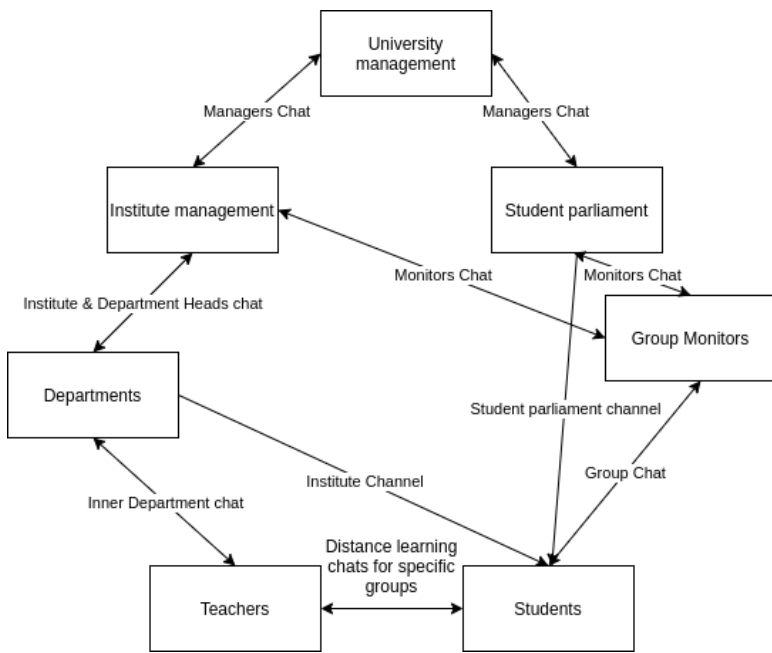 University
management
Managers Chat
Managers Chat
Institute management
Student parliament
Monitors Chat
Monitors Chat
Institute & Department Heads chat
Group Monitors
Departments
Student parliament channel
Institute Channel
Group Chat
Inner Department chat
Distance learning
chats for specific
groups
Teachers
Students